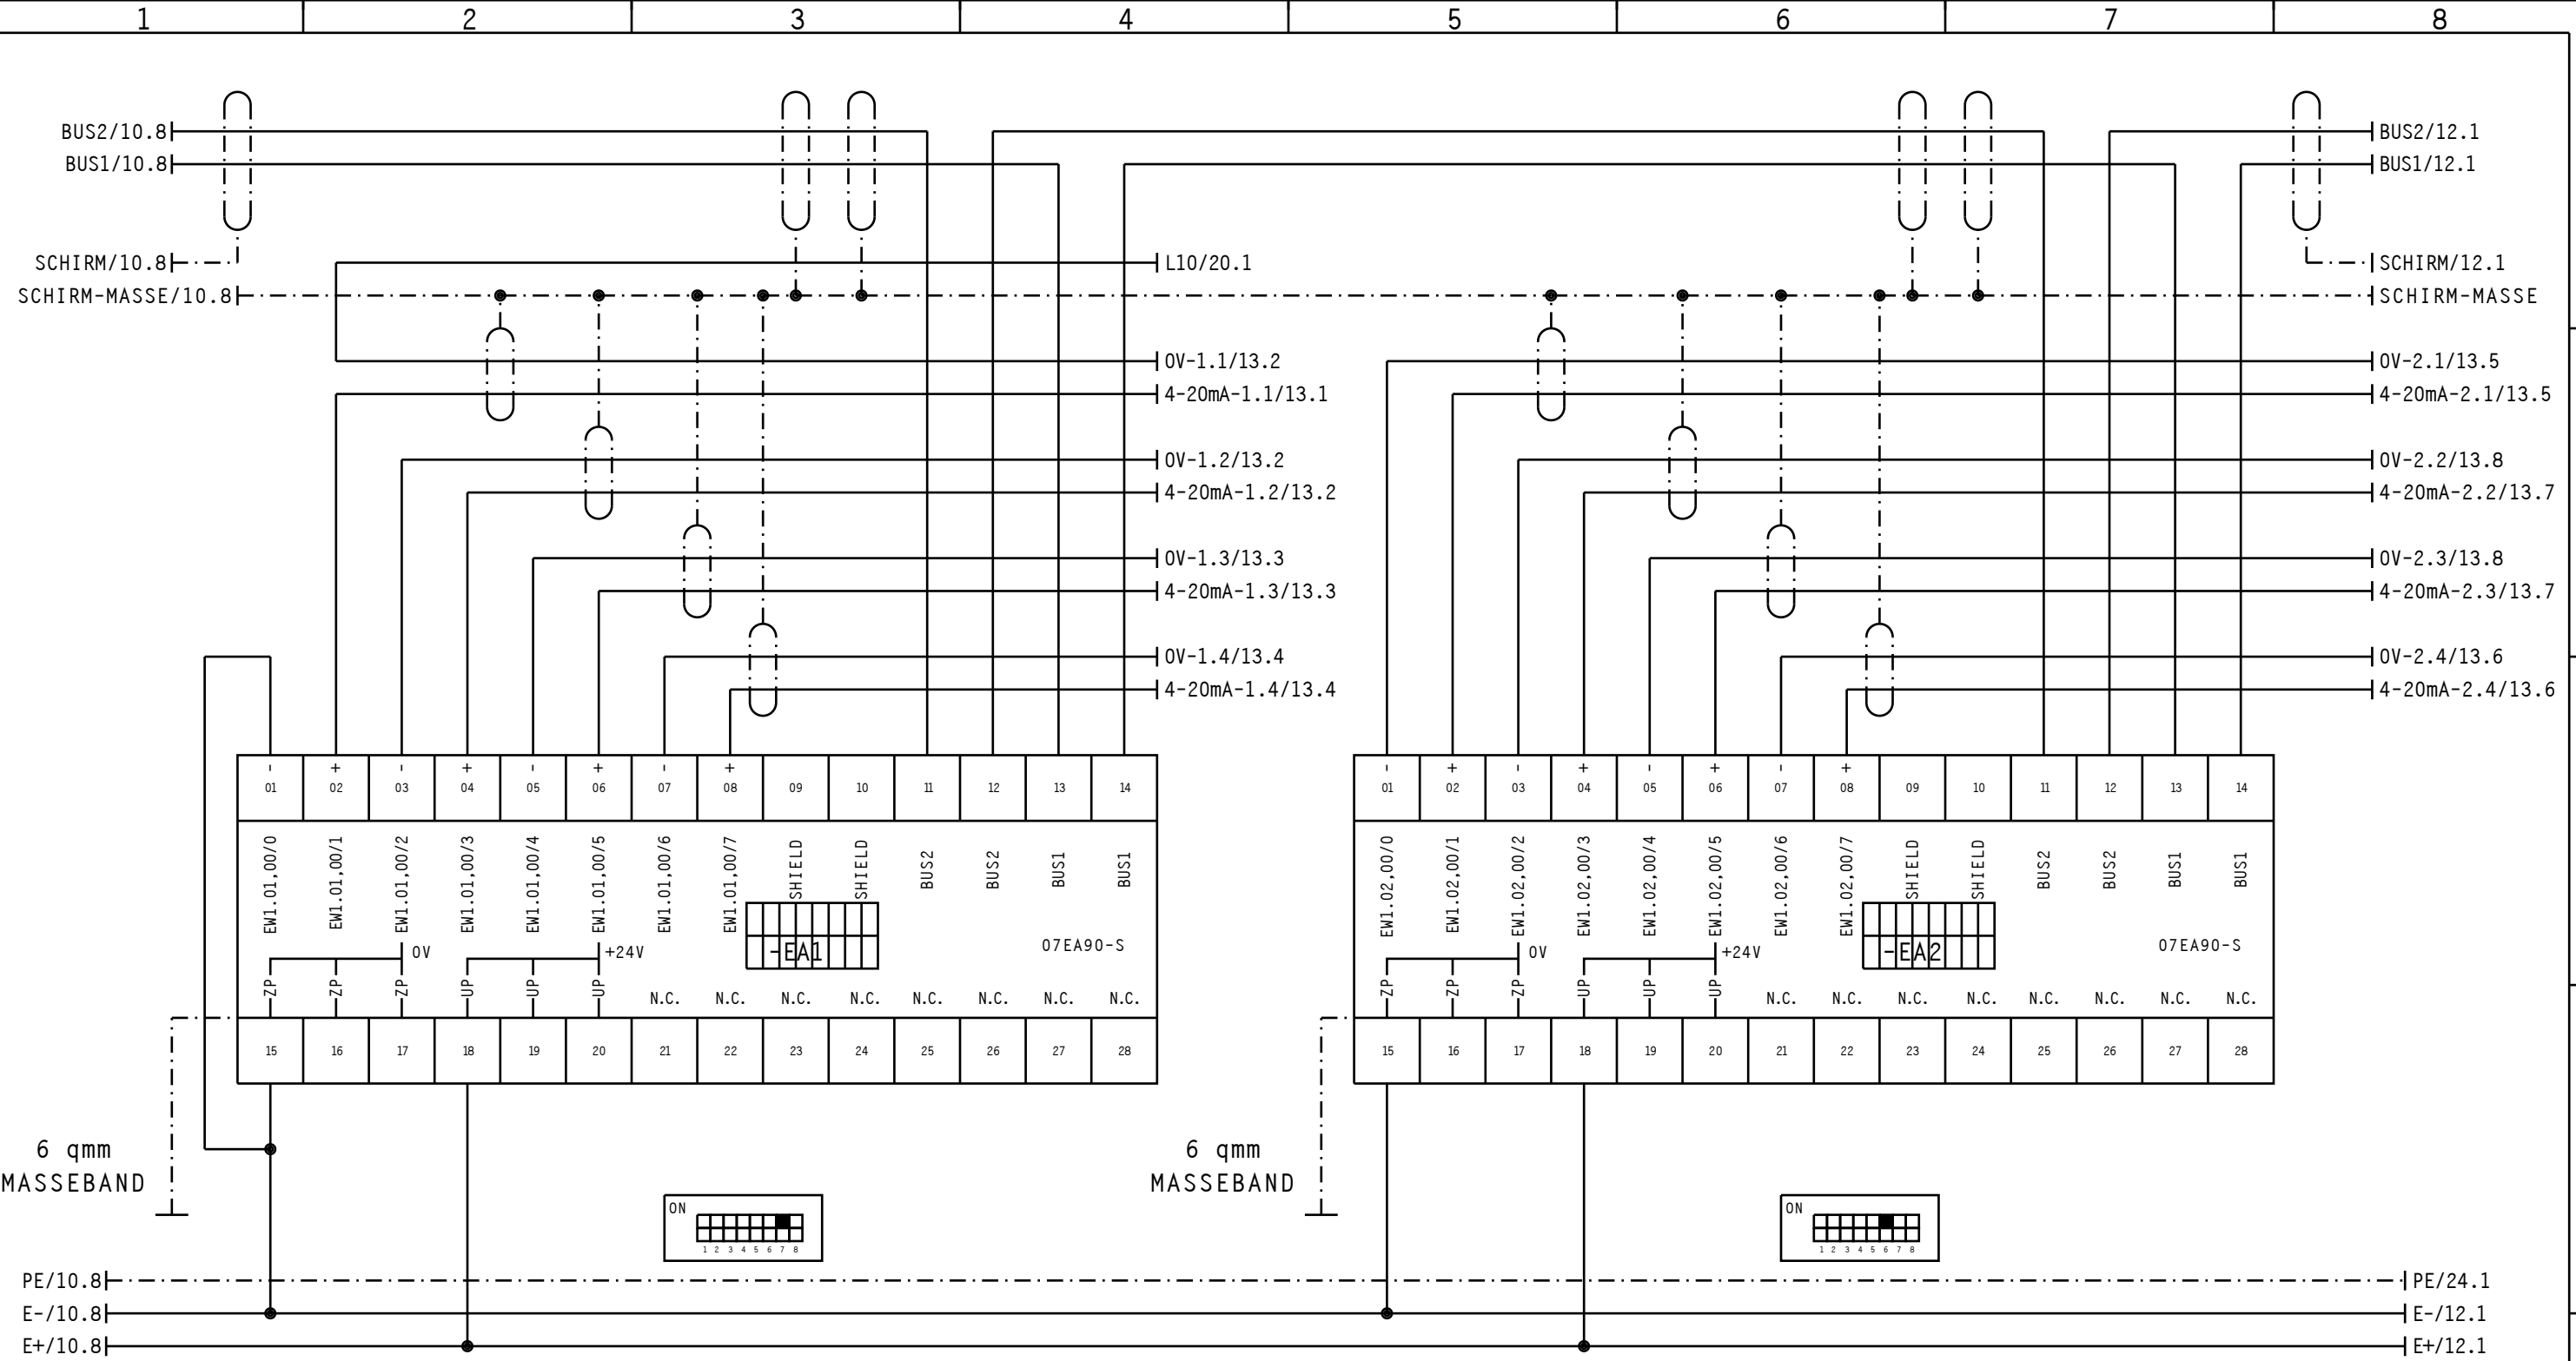 1 2 3 4 5 6 7 8
BUS2/10.8 BUS2/12.1
BUS1/10.8 BUS1/12.1
SCHIRM/10.8 L10/20.1 SCHIRM/12.1
SCHIRM-MASSE/10.8 SCHIRM-MASSE
0V-1.1/13.2 0V-2.1/13.5
4-20mA-1.1/13.1 4-20mA-2.1/13.5
0V-1.2/13.2 0V-2.2/13.8
4-20mA-1.2/13.2 4-20mA-2.2/13.7
0V-1.3/13.3 0V-2.3/13.8
4-20mA-1.3/13.3 4-20mA-2.3/13.7
0V-1.4/13.4 0V-2.4/13.6
4-20mA-1.4/13.4 4-20mA-2.4/13.6
- + - + - + - + - + - + - + - +
01 02 03 04 05 06 07 08 09 10 11 12 13 14 01 02 03 04 05 06 07 08 09 10 11 12 13 14
EW1.01,00/0 EW1.01,00/1 EW1.01,00/2 EW1.01,00/3 EW1.01,00/4 EW1.01,00/5 EW1.01,00/6 EW1.01,00/7 SHIELD SHIELD BUS2 BUS2 BUS1 BUS1 EW1.02,00/0 EW1.02,00/1 EW1.02,00/2 EW1.02,00/3 EW1.02,00/4 EW1.02,00/5 EW1.02,00/6 EW1.02,00/7 SHIELD SHIELD BUS2 BUS2 BUS1 BUS1
0V +24V -EA1 07EA90-S 0V +24V -EA2 07EA90-S
ZP ZP ZP UP UP UP N.C. N.C. N.C. N.C. N.C. N.C. N.C. N.C. ZP ZP ZP UP UP UP N.C. N.C. N.C. N.C. N.C. N.C. N.C. N.C.
15 16 17 18 19 20 21 22 23 24 25 26 27 28 15 16 17 18 19 20 21 22 23 24 25 26 27 28
6 qmm 6 qmm
MASSEBAND MASSEBAND
ON ON
1 2 3 4 5 6 7 8 1 2 3 4 5 6 7 8
PE/10.8 PE/24.1
E-/10.8 E-/12.1
E+/10.8 E+/12.1